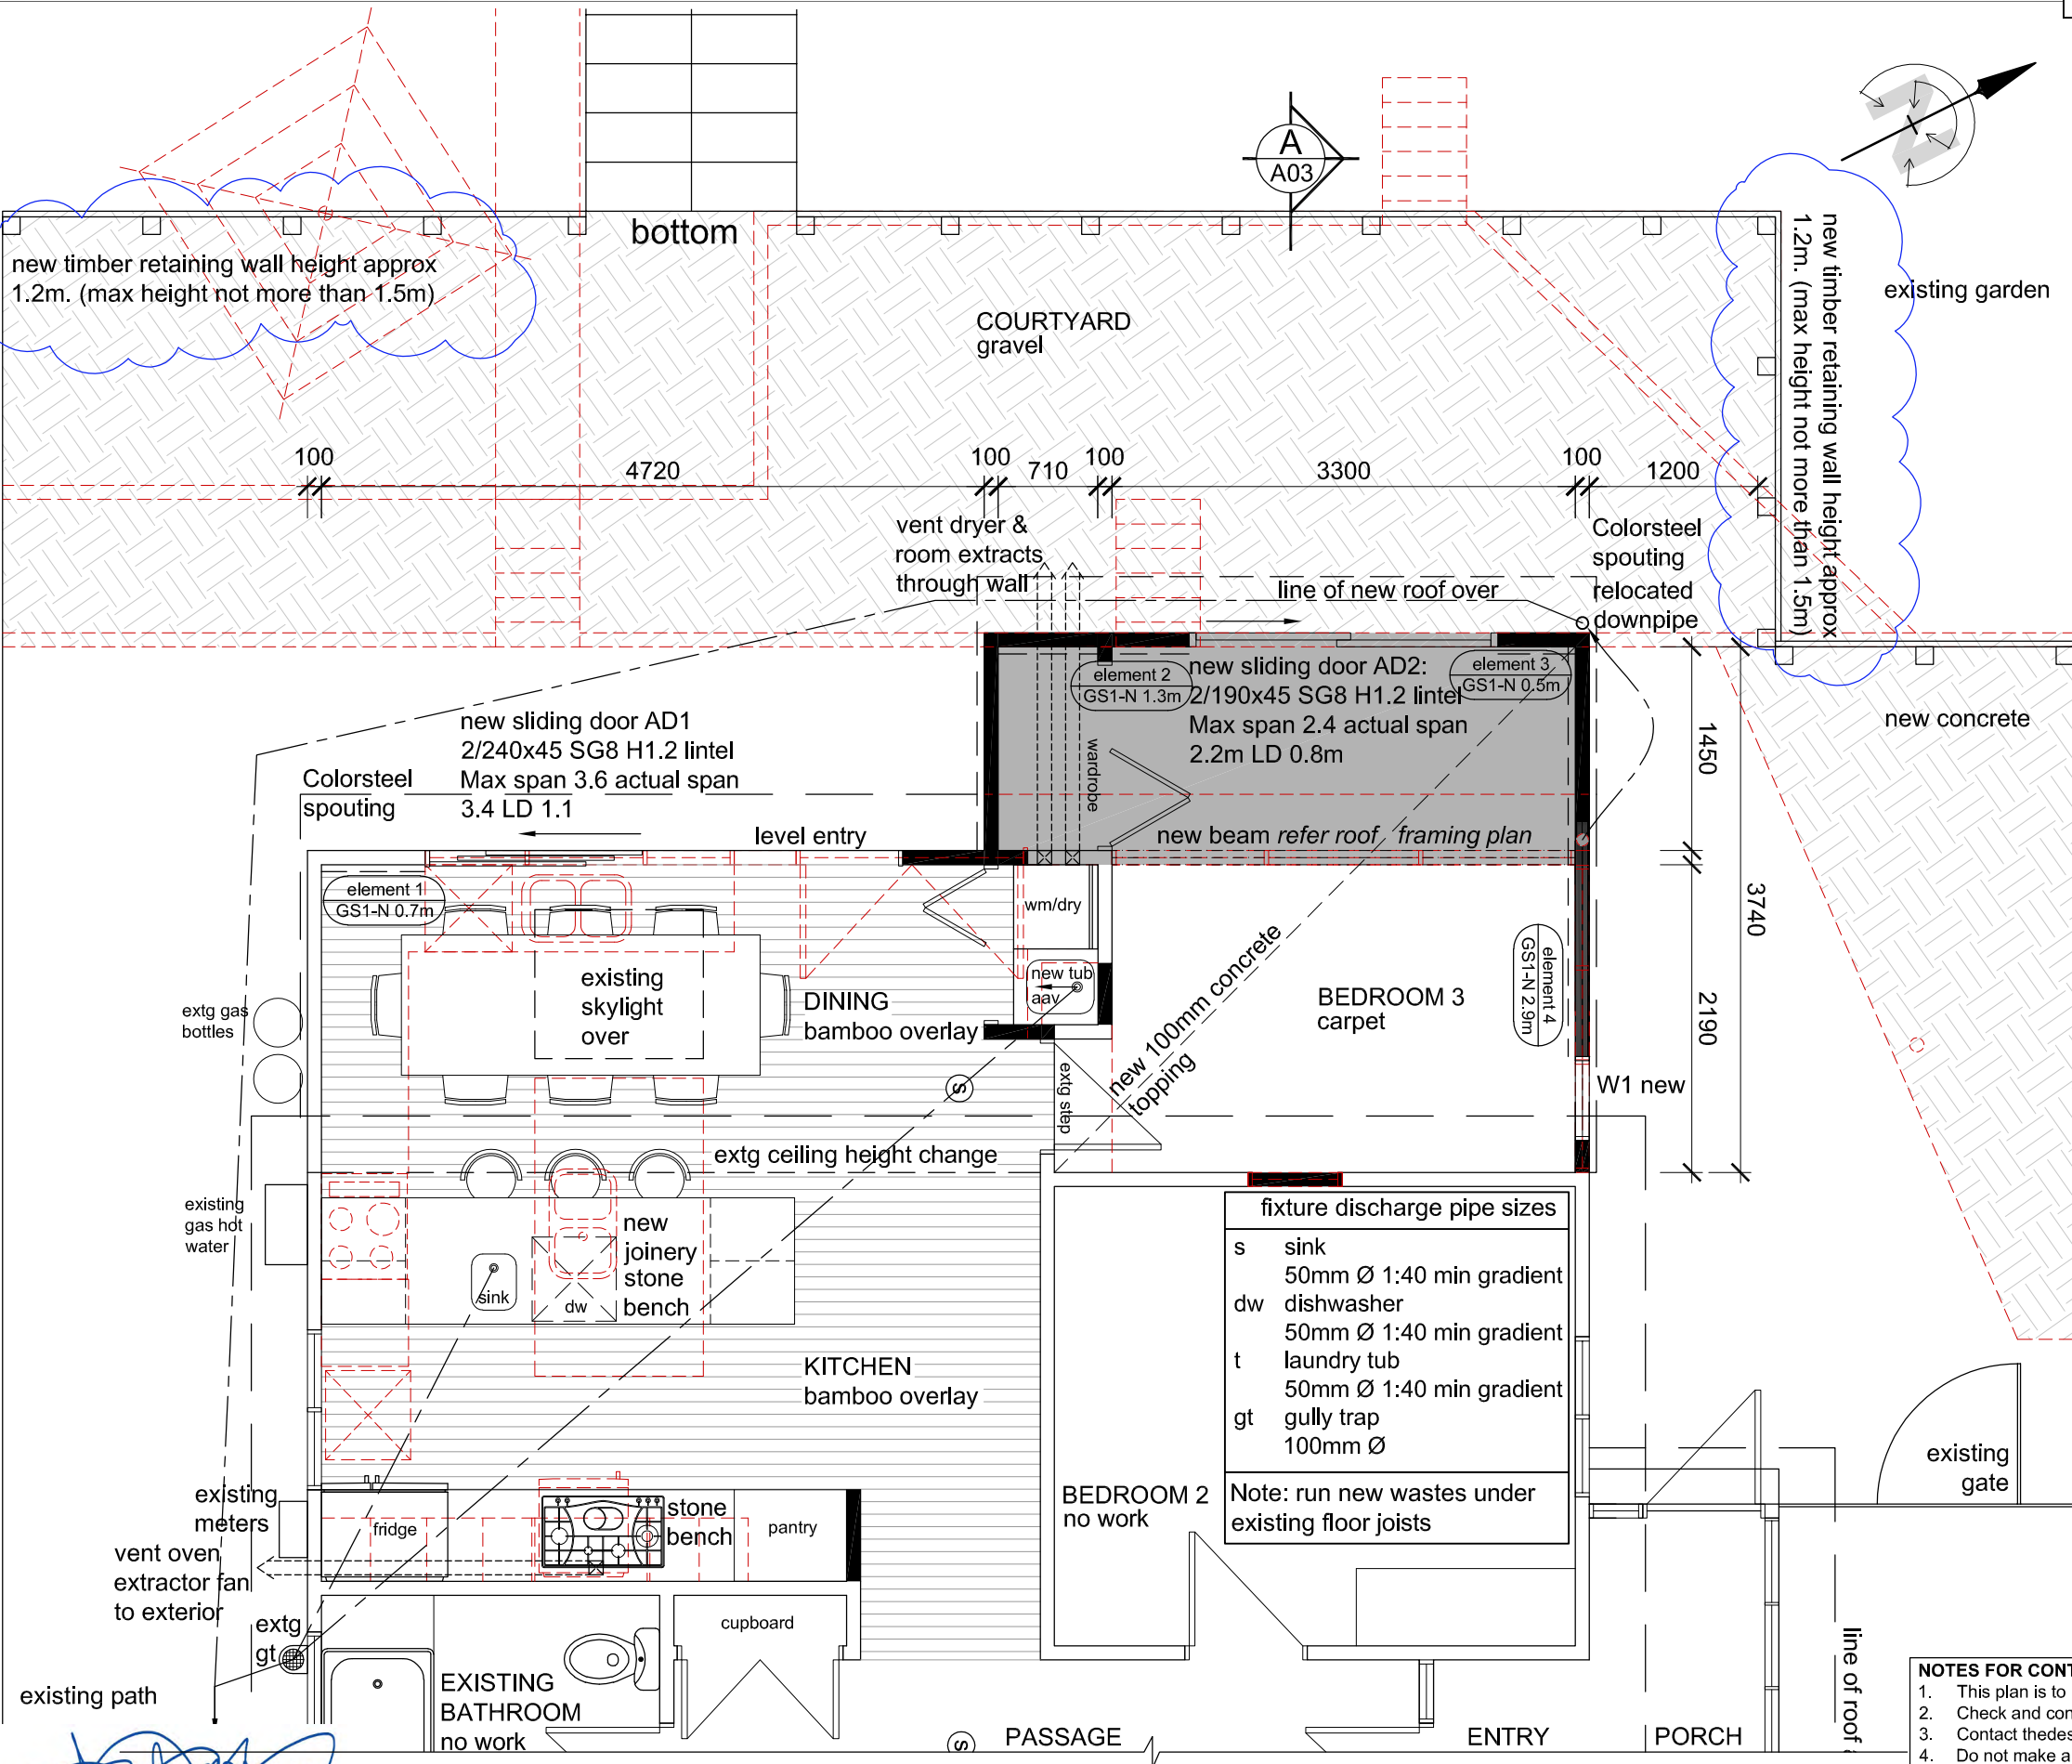 A
A03
N
bottom
new timber retaining wall height approx
1.2m. (max height not more than 1.5m)
COURTYARD
gravel
new timber retaining wall height approx
1.2m. (max height not more than 1.5m)
existing garden
100
4720
100
710
100
3300
100
1200
vent dryer &
room extracts
through wall
line of new roof over
Colorsteel
spouting
relocated
downpipe
element 2
GS1-N 1.3m
new sliding door AD2:
2/190x45 SG8 H1.2 lintel
Max span 2.4 actual span
2.2m LD 0.8m
element 3
GS1-N 0.5m
new sliding door AD1
2/240x45 SG8 H1.2 lintel
Max span 3.6 actual span
3.4 LD 1.1
Colorsteel
spouting
wardrobe
1450
new concrete
level entry
new beam refer roof framing plan
element 1
GS1-N 0.7m
wm/dry
3740
existing
skylight
over
new tub
aav
DINING
bamboo overlay
extg gas
bottles
new 100mm concrete
topping
BEDROOM 3
carpet
element 4
GS1-N 2.9m
2190
W1 new
S
extg step
extg ceiling height change
existing
gas hot
water
new
joinery
stone
bench
sink
dw
fixture discharge pipe sizes
s sink
50mm Ø 1:40 min gradient
dw dishwasher
50mm Ø 1:40 min gradient
t laundry tub
50mm Ø 1:40 min gradient
gt gully trap
100mm Ø
Note: run new wastes under
existing floor joists
KITCHEN
bamboo overlay
existing
gate
existing
meters
fridge
stone
bench
pantry
BEDROOM 2
no work
vent oven
extractor fan
to exterior
extg
gt
cupboard
existing path
EXISTING
BATHROOM
no work
S
PASSAGE
ENTRY
PORCH
line of roof
NOTES FOR CONT
1. This plan is to
2. Check and con
3. Contact thedes
4. Do not make a